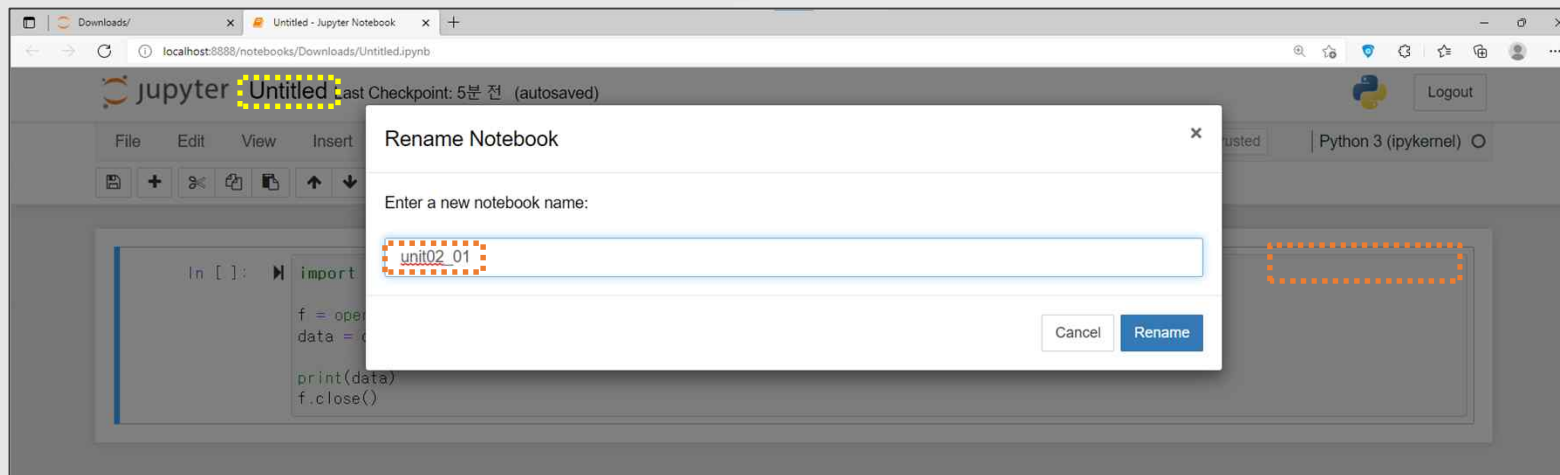 Downloads/
Untitled - Jupyter Notebook
localhost:8888/notebooks/Downloads/Untitled.ipynb
jupyter Untitled Last Checkpoint: 5분 전 (autosaved)
Logout
File Edit View Insert
Python 3 (ipykernel)
Rename Notebook
Enter a new notebook name:
unit02_01
Cancel Rename
In [ ]: import
f = ope
data =
print(data)
f.close()